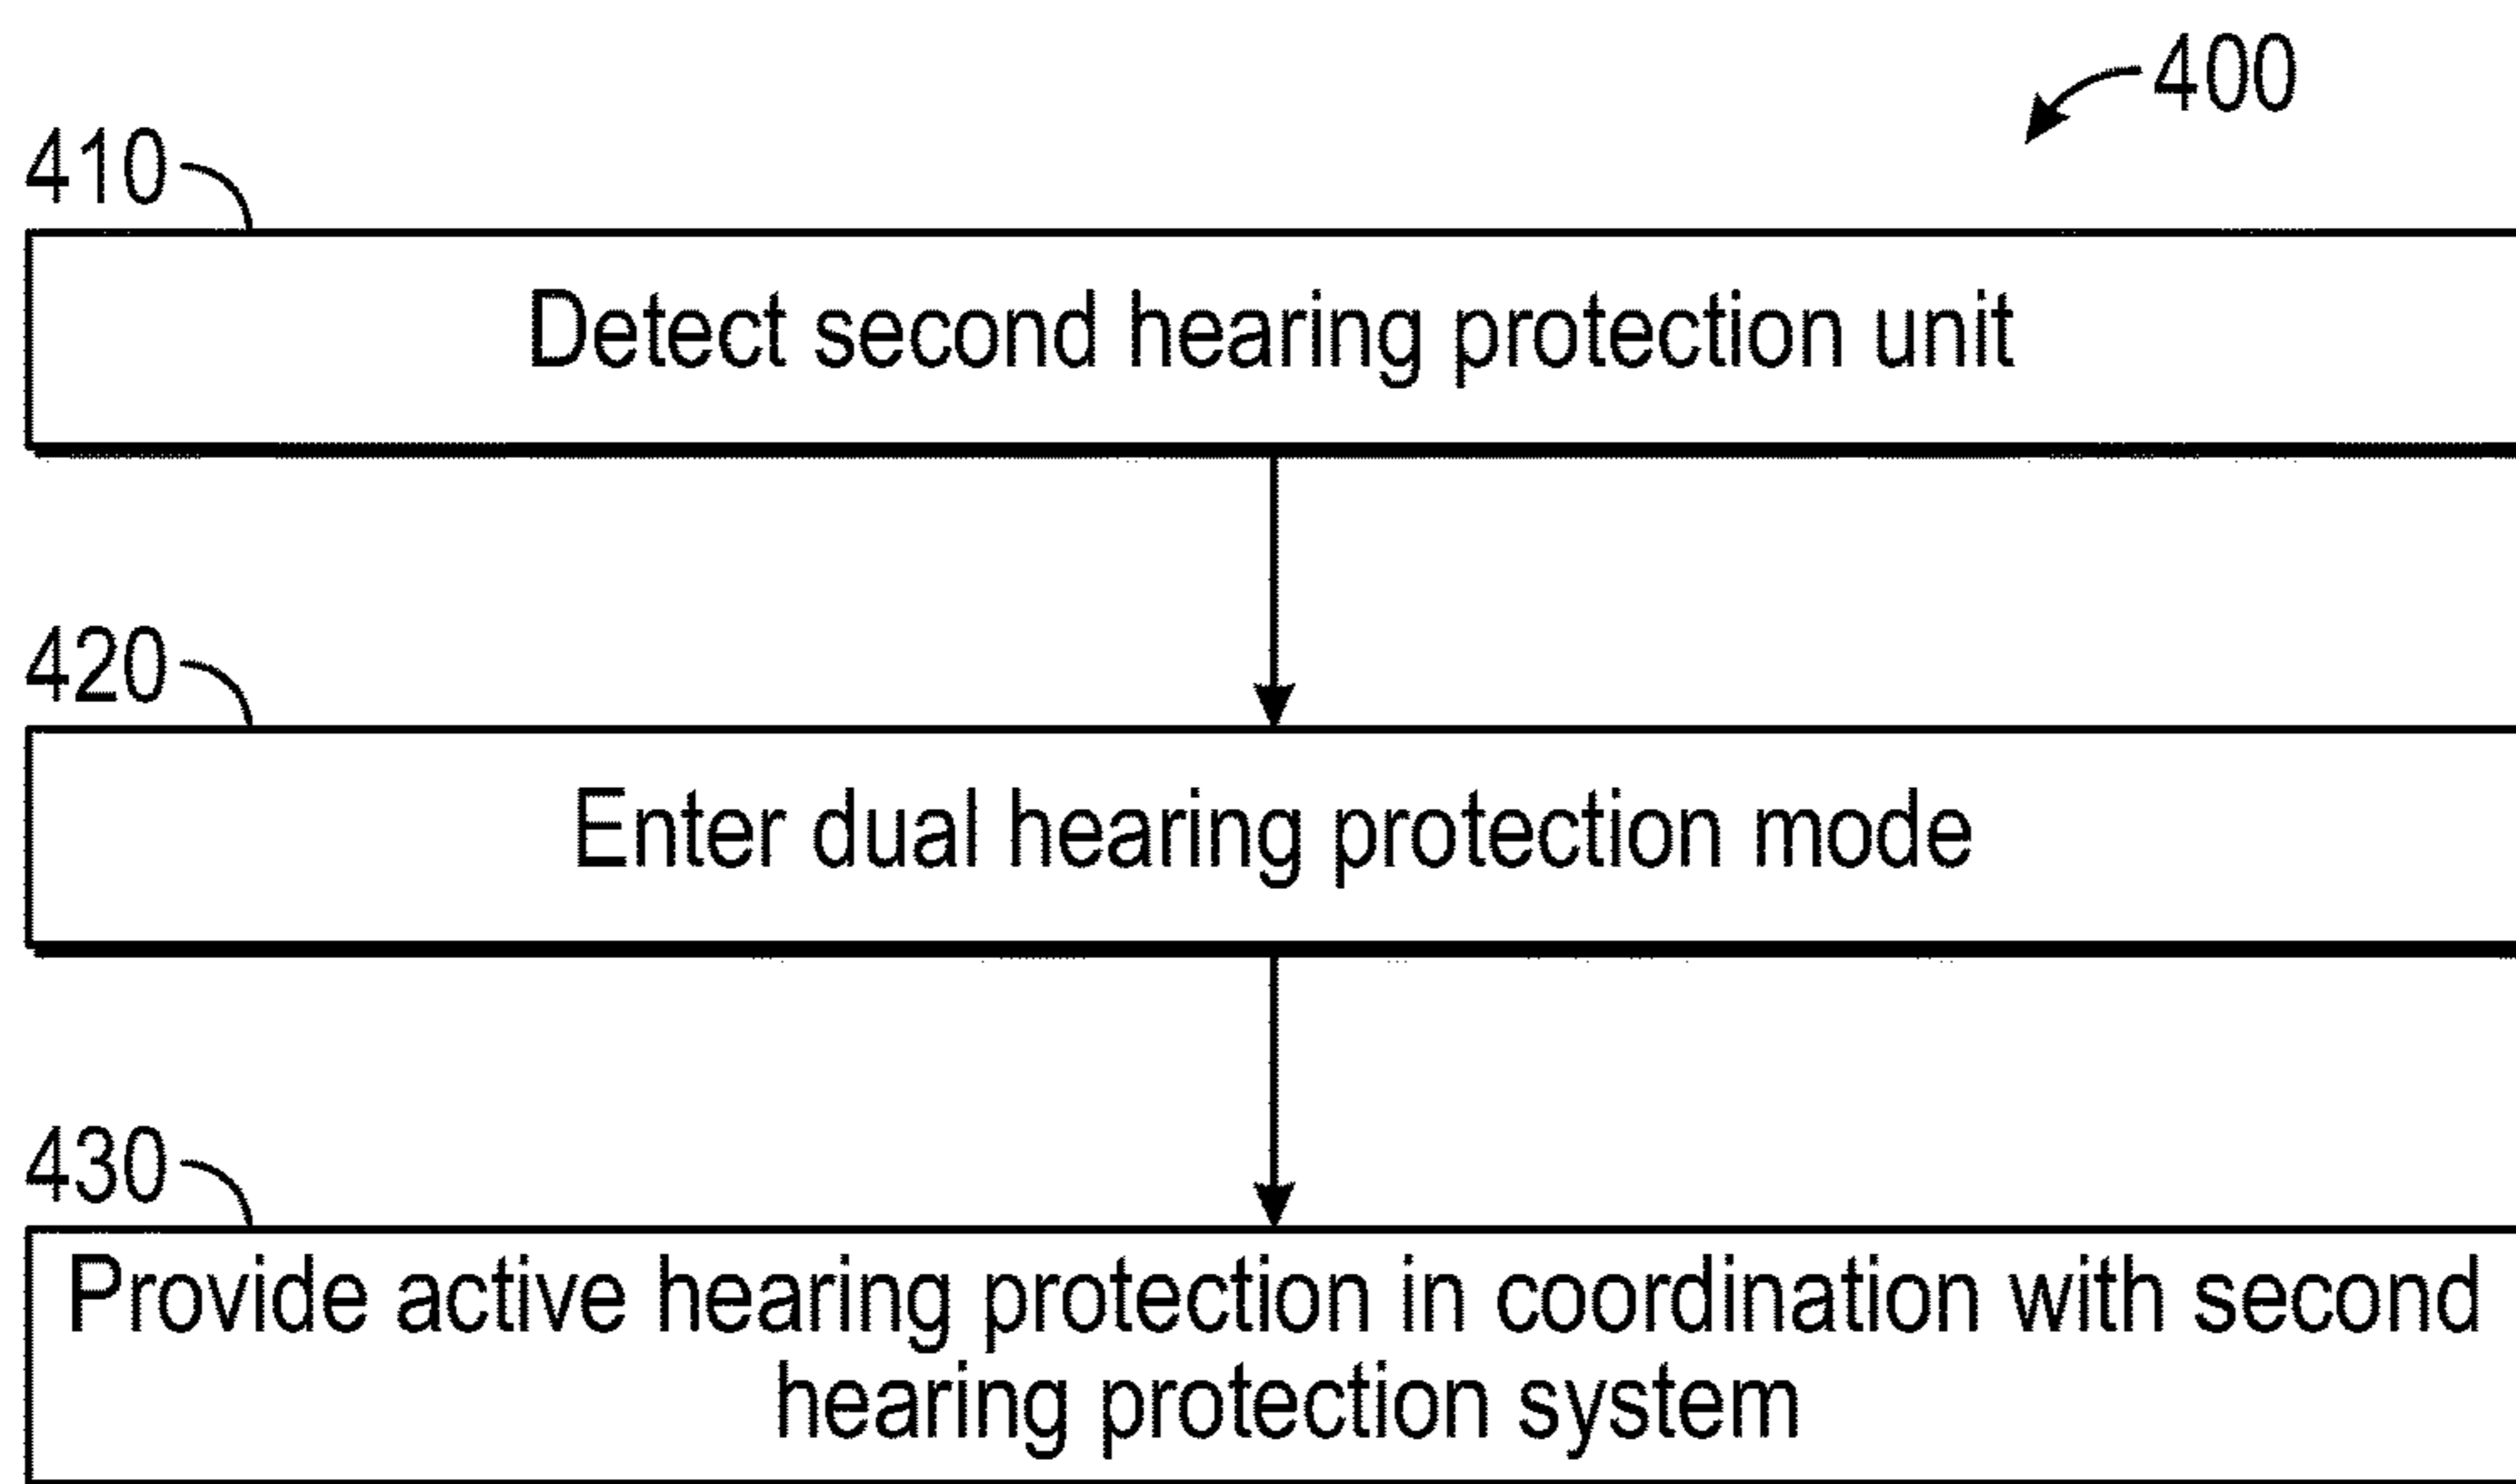 400
410
Detect second hearing protection unit
420
Enter dual hearing protection mode
430
Provide active hearing protection in coordination with second
hearing protection system